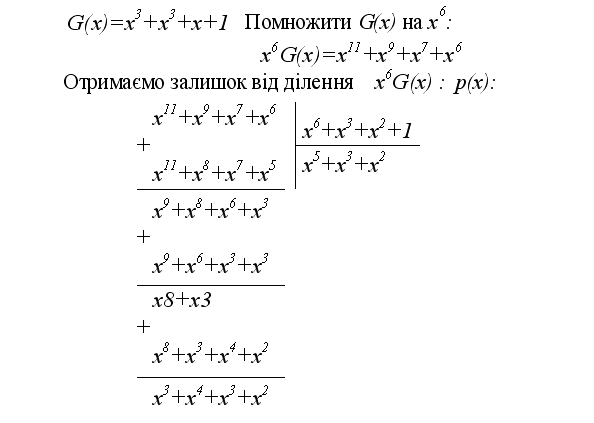 G(x)=x³+x³+x+1 Помножити G(x) на x⁶:
x⁶G(x)=x¹¹+x⁹+x⁷+x⁶
Отримаємо залишок від ділення x⁶G(x) : p(x):
x¹¹+x⁹+x⁷+x⁶
x⁶+x³+x²+1
+
x¹¹+x⁸+x⁷+x⁵
x⁵+x³+x²
x⁹+x⁸+x⁶+x³
+
x⁹+x⁶+x³+x³
x8+x3
+
x⁸+x³+x⁴+x²
x³+x⁴+x³+x²